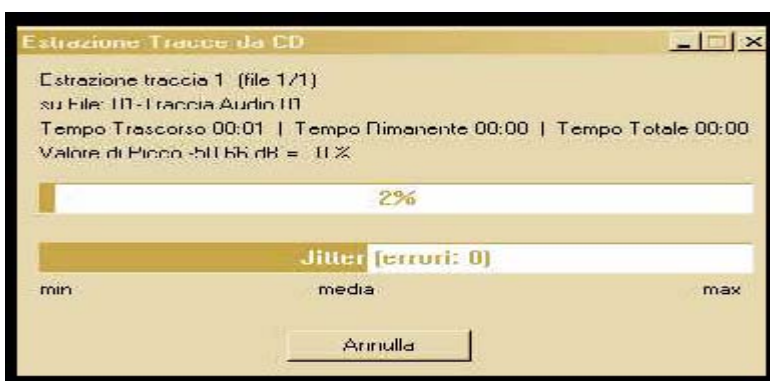 Estrazione Tracce da CD
Estrazione traccia 1 (file 1/1)
su File: 01-Traccia Audio 01
Tempo Trascorso 00:01 | Tempo Rimanente 00:00 | Tempo Totale 00:00
Valore di Picco -50.66 dB = 0 %
2%
Jitter (errori: 0)
min media max
Annulla